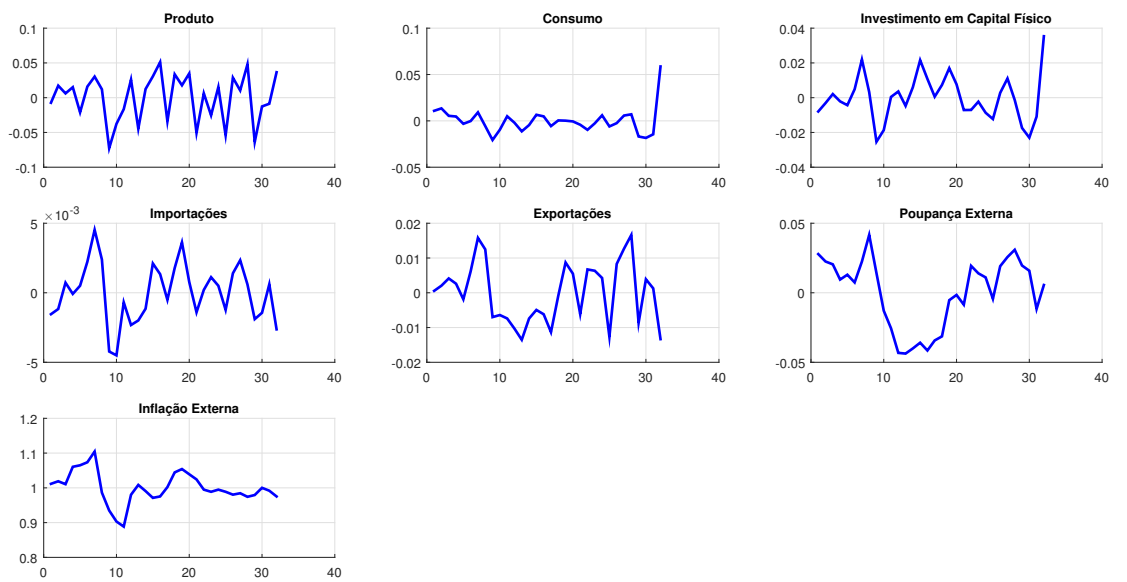 Produto
0.1
0.05
0
-0.05
-0.1
0 10 20 30 40
Consumo
0.1
0.05
0
-0.05
0 10 20 30 40
Investimento em Capital Físico
0.04
0.02
0
-0.02
-0.04
0 10 20 30 40
Importações
×10-3
5
0
-5
0 10 20 30 40
Exportações
0.02
0.01
0
-0.01
-0.02
0 10 20 30 40
Poupança Externa
0.05
0
-0.05
0 10 20 30 40
Inflação Externa
1.2
1.1
1
0.9
0.8
0 10 20 30 40